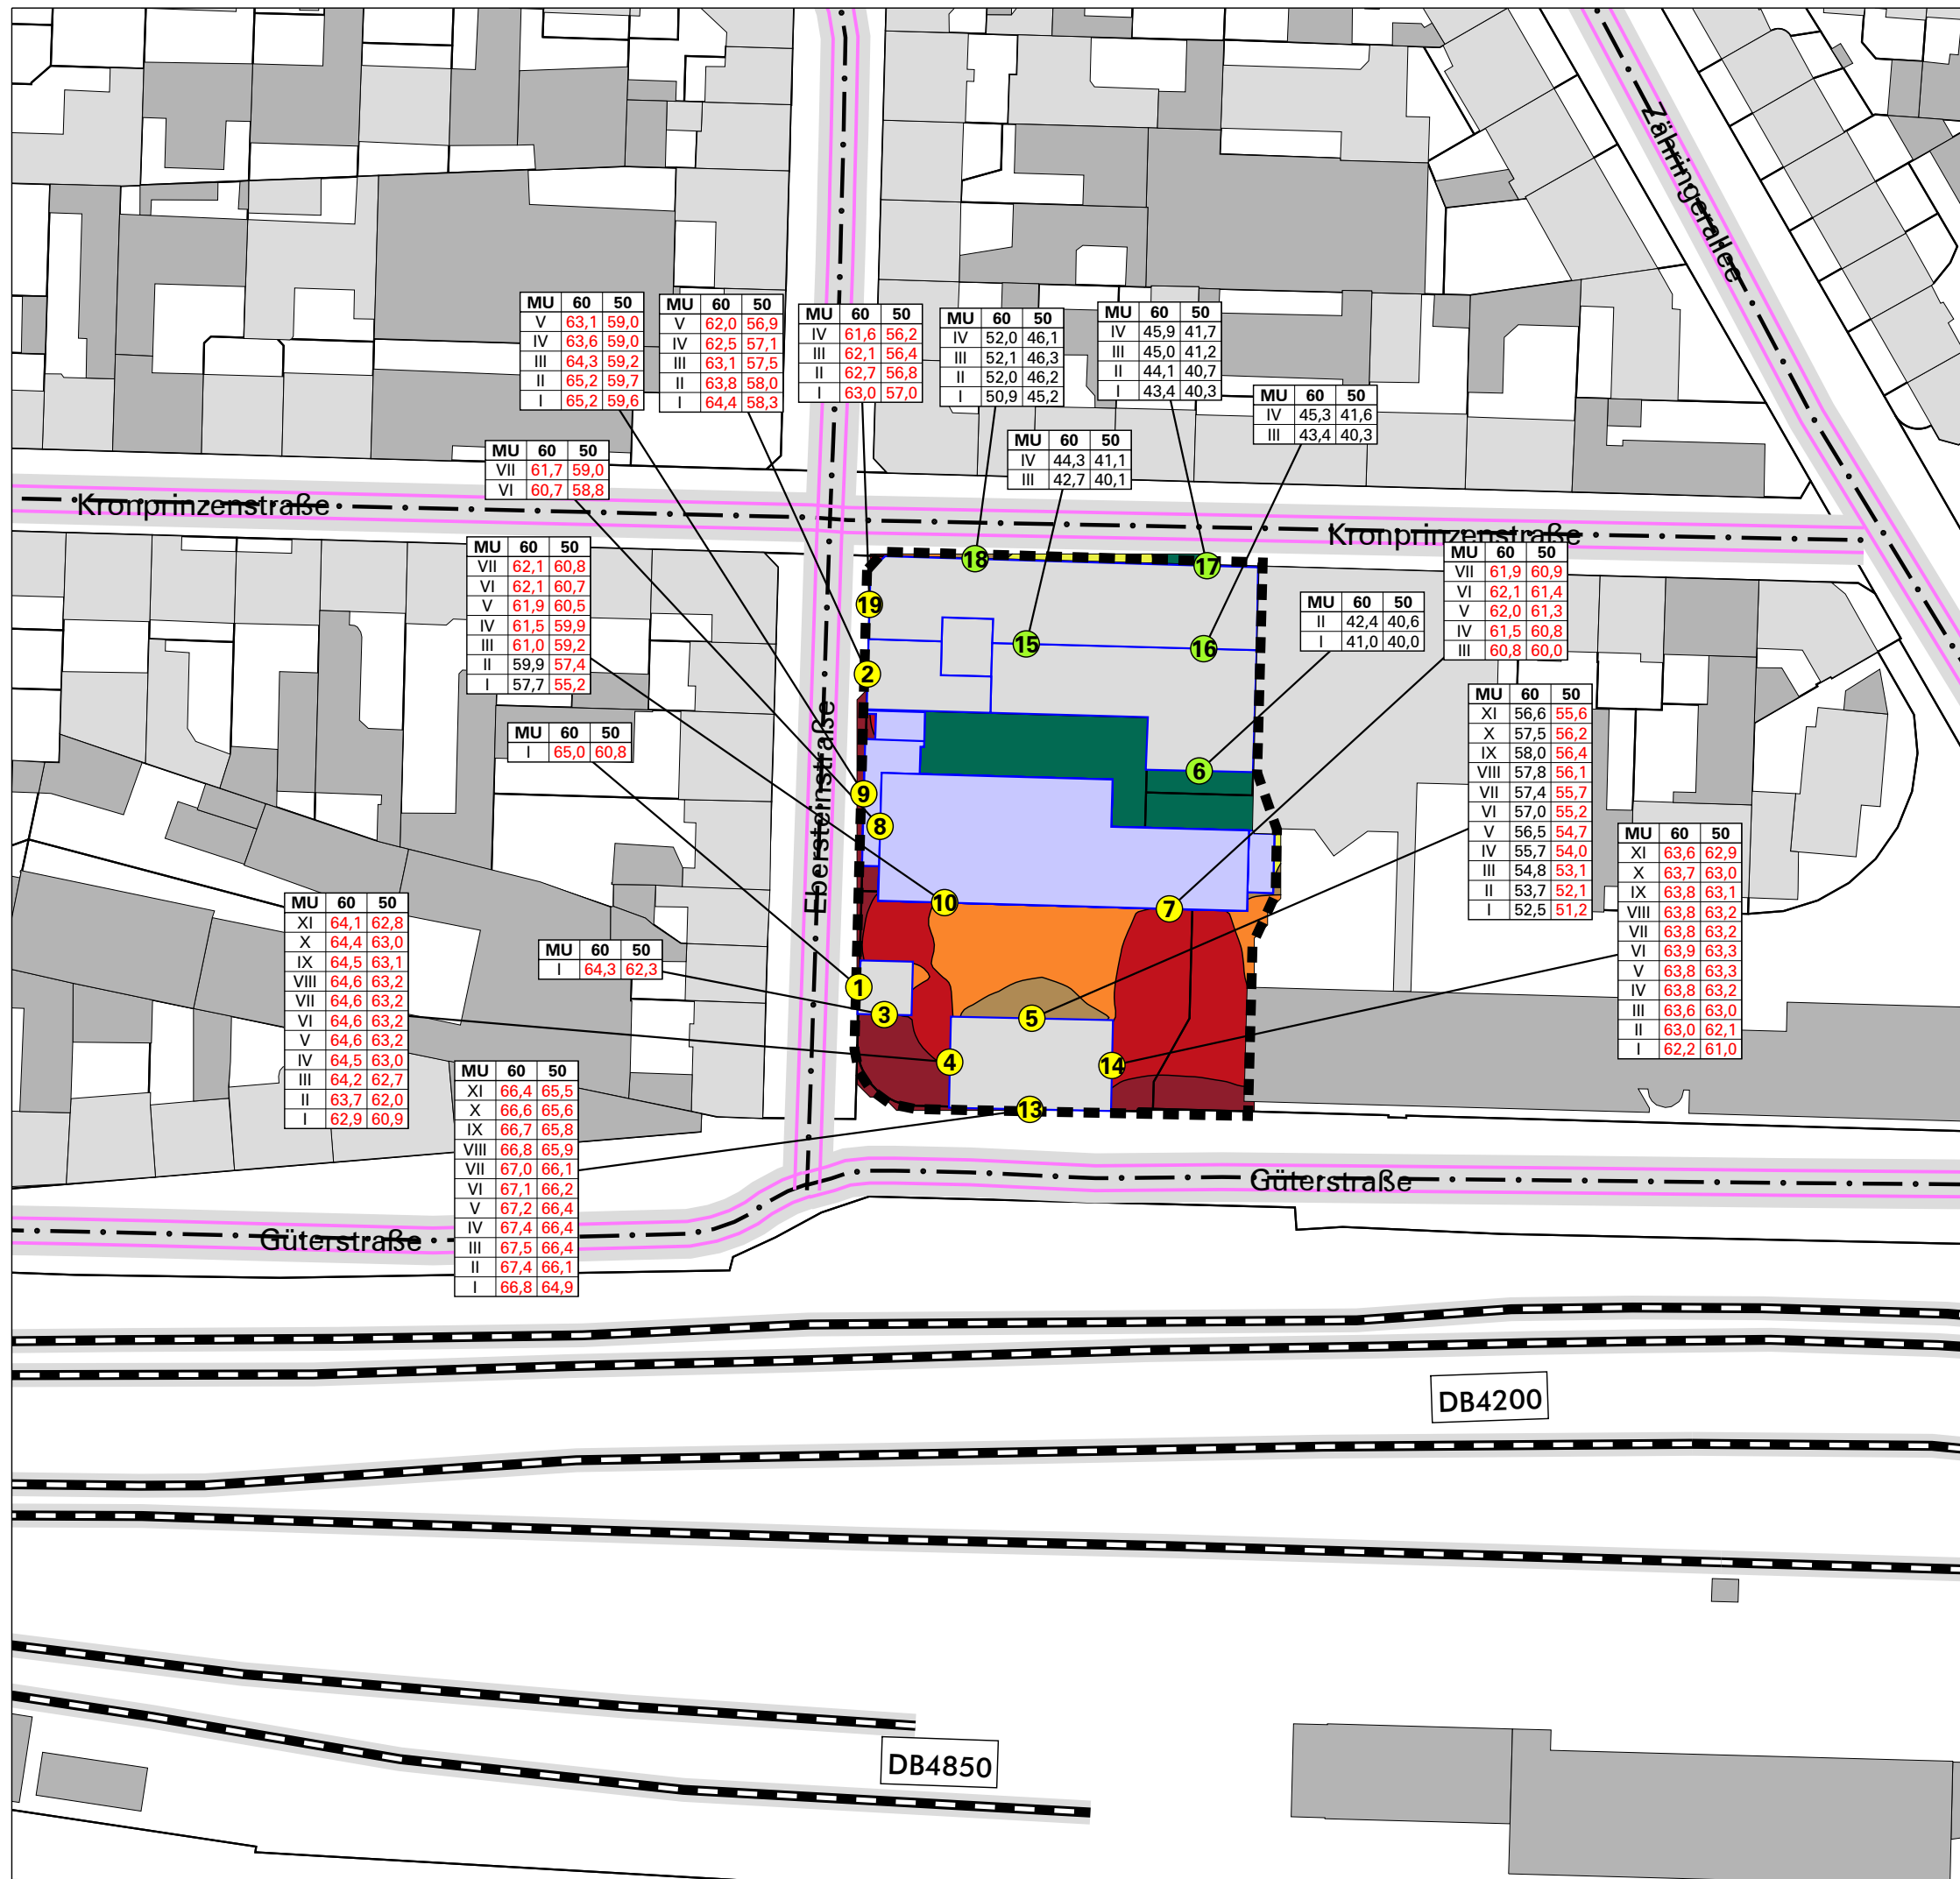 Zähringerallee
MU 60 50
V 63,1 59,0
IV 63,6 59,0
III 64,3 59,2
II 65,2 59,7
I 65,2 59,6
MU 60 50
V 62,0 56,9
IV 62,5 57,1
III 63,1 57,5
II 63,8 58,0
I 64,4 58,3
MU 60 50
IV 61,6 56,2
III 62,1 56,4
II 62,7 56,8
I 63,0 57,0
MU 60 50
IV 52,0 46,1
III 52,1 46,3
II 52,0 46,2
I 50,9 45,2
MU 60 50
IV 45,9 41,7
III 45,0 41,2
II 44,1 40,7
I 43,4 40,3
MU 60 50
IV 45,3 41,6
III 43,4 40,3
MU 60 50
IV 44,3 41,1
III 42,7 40,1
MU 60 50
VII 61,7 59,0
VI 60,7 58,8
Kronprinzenstraße
Kronprinzenstraße
MU 60 50
VII 62,1 60,8
VI 62,1 60,7
V 61,9 60,5
IV 61,5 59,9
III 61,0 59,2
II 59,9 57,4
I 57,7 55,2
MU 60 50
VII 61,9 60,9
VI 62,1 61,4
V 62,0 61,3
IV 61,5 60,8
III 60,8 60,0
18
17
19
MU 60 50
II 42,4 40,6
I 41,0 40,0
15
16
2
MU 60 50
XI 56,6 55,6
X 57,5 56,2
IX 58,0 56,4
VIII 57,8 56,1
VII 57,4 55,7
VI 57,0 55,2
V 56,5 54,7
IV 55,7 54,0
III 54,8 53,1
II 53,7 52,1
I 52,5 51,2
MU 60 50
I 65,0 60,8
Ebersteinstraße
6
9
8
MU 60 50
XI 63,6 62,9
X 63,7 63,0
IX 63,8 63,1
VIII 63,8 63,2
VII 63,8 63,2
VI 63,9 63,3
V 63,8 63,3
IV 63,8 63,2
III 63,6 63,0
II 63,0 62,1
I 62,2 61,0
10
7
MU 60 50
XI 64,1 62,8
X 64,4 63,0
IX 64,5 63,1
VIII 64,6 63,2
VII 64,6 63,2
VI 64,6 63,2
V 64,6 63,2
IV 64,5 63,0
III 64,2 62,7
II 63,7 62,0
I 62,9 60,9
MU 60 50
I 64,3 62,3
1
3
5
4
14
13
MU 60 50
XI 66,4 65,5
X 66,6 65,6
IX 66,7 65,8
VIII 66,8 65,9
VII 67,0 66,1
VI 67,1 66,2
V 67,2 66,4
IV 67,4 66,4
III 67,5 66,4
II 67,4 66,1
I 66,8 64,9
Güterstraße
Güterstraße
DB4200
DB4850